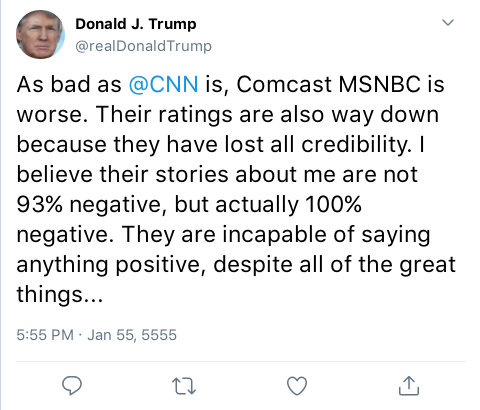 Donald J. Trump
@realDonaldTrump
As bad as @CNN is, Comcast MSNBC is
worse. Their ratings are also way down
because they have lost all credibility. I
believe their stories about me are not
93% negative, but actually 100%
negative. They are incapable of saying
anything positive, despite all of the great
things...
5:55 PM · Jan 55, 5555